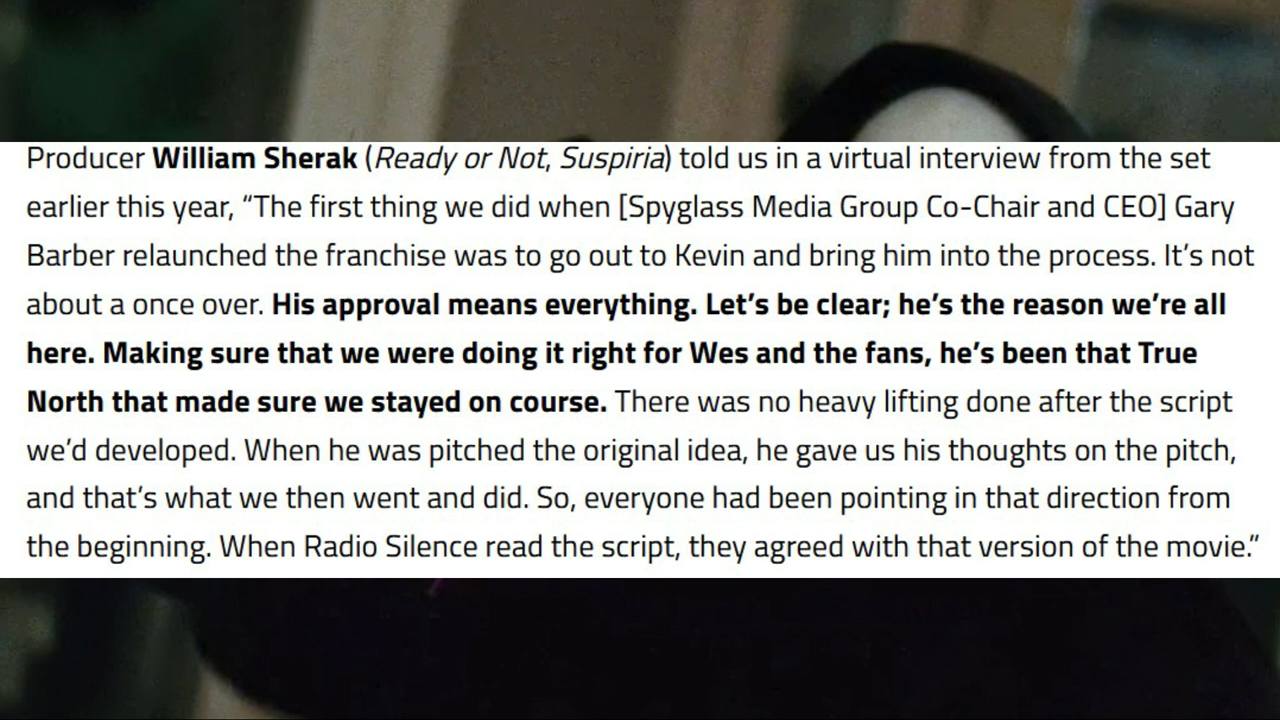 Producer William Sherak (Ready or Not, Suspiria) told us in a virtual interview from the set
earlier this year, “The first thing we did when [Spyglass Media Group Co-Chair and CEO] Gary
Barber relaunched the franchise was to go out to Kevin and bring him into the process. It’s not
about a once over. His approval means everything. Let’s be clear; he’s the reason we’re all
here. Making sure that we were doing it right for Wes and the fans, he’s been that True
North that made sure we stayed on course. There was no heavy lifting done after the script
we’d developed. When he was pitched the original idea, he gave us his thoughts on the pitch,
and that’s what we then went and did. So, everyone had been pointing in that direction from
the beginning. When Radio Silence read the script, they agreed with that version of the movie.”